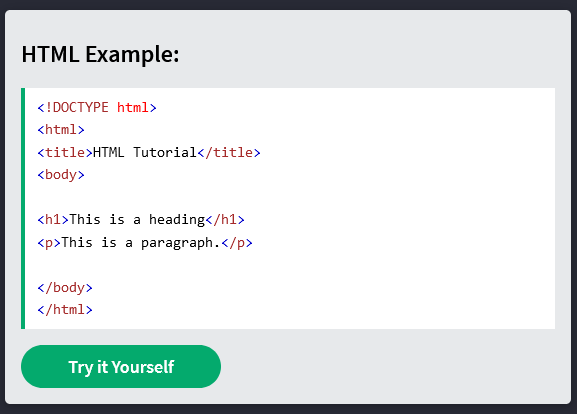 HTML Example:
<!DOCTYPE html>
<html>
<title>HTML Tutorial</title>
<body>
<h1>This is a heading</h1>
<p>This is a paragraph.</p>
</body>
</html>
Try it Yourself